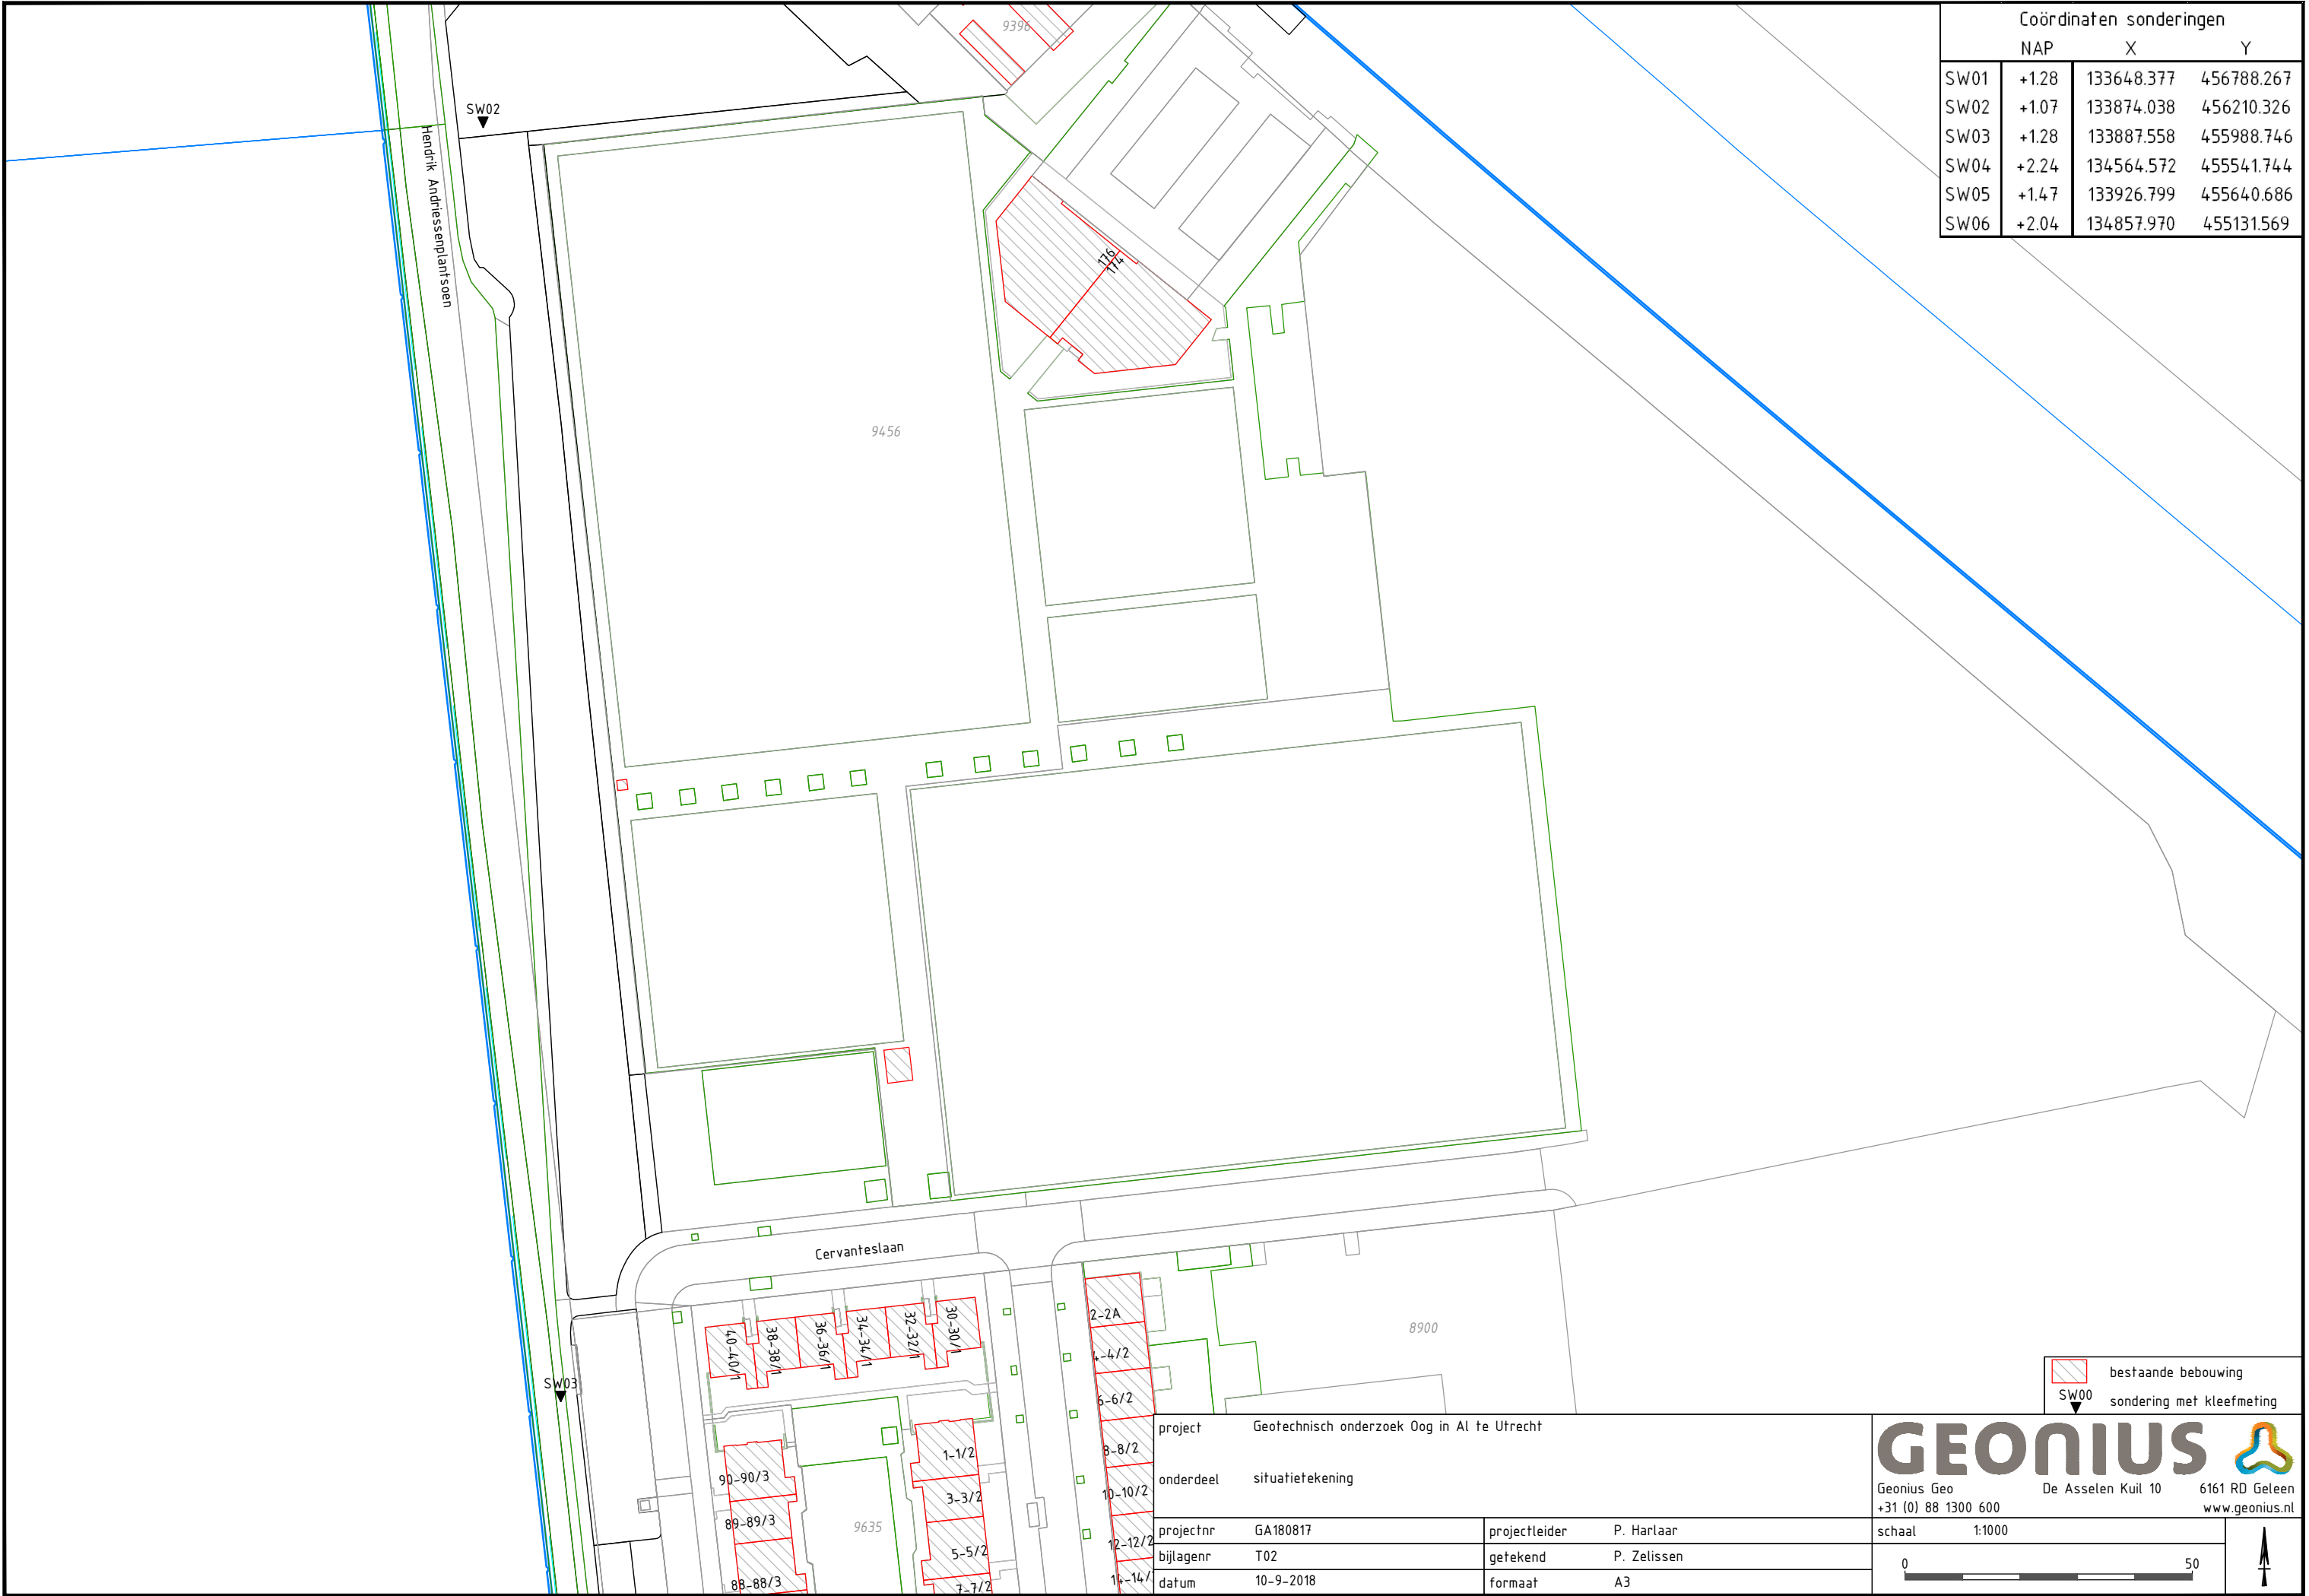 Coördinaten sonderingen
NAP X Y
SW01 +1.28 133648.377 456788.267
SW02 +1.07 133874.038 456210.326
SW03 +1.28 133887.558 455988.746
SW04 +2.24 134564.572 455541.744
SW05 +1.47 133926.799 455640.686
SW06 +2.04 134857.970 455131.569
9396
SW02
Hendrik Andriessenplantsoen
176
174
9456
Cervanteslaan
40-40/1
38-38/1
36-36/1
34-34/1
32-32/1
30-30/1
2-2A
4-4/2
6-6/2
8-8/2
10-10/2
12-12/2
8900
SW03
90-90/3
89-89/3
88-88/3
1-1/2
3-3/2
5-5/2
7-7/2
9635
bestaande bebouwing
SW00 sondering met kleefmeting
project Geotechnisch onderzoek Oog in Al te Utrecht
onderdeel situatietekening
projectnr GA180817 projectleider P. Harlaar
bijlagenr T02 getekend P. Zelissen
datum 10-9-2018 formaat A3
GEONIUS
Geonius Geo De Asselen Kuil 10 6161 RD Geleen
+31 (0) 88 1300 600 www.geonius.nl
schaal 1:1000
0 50